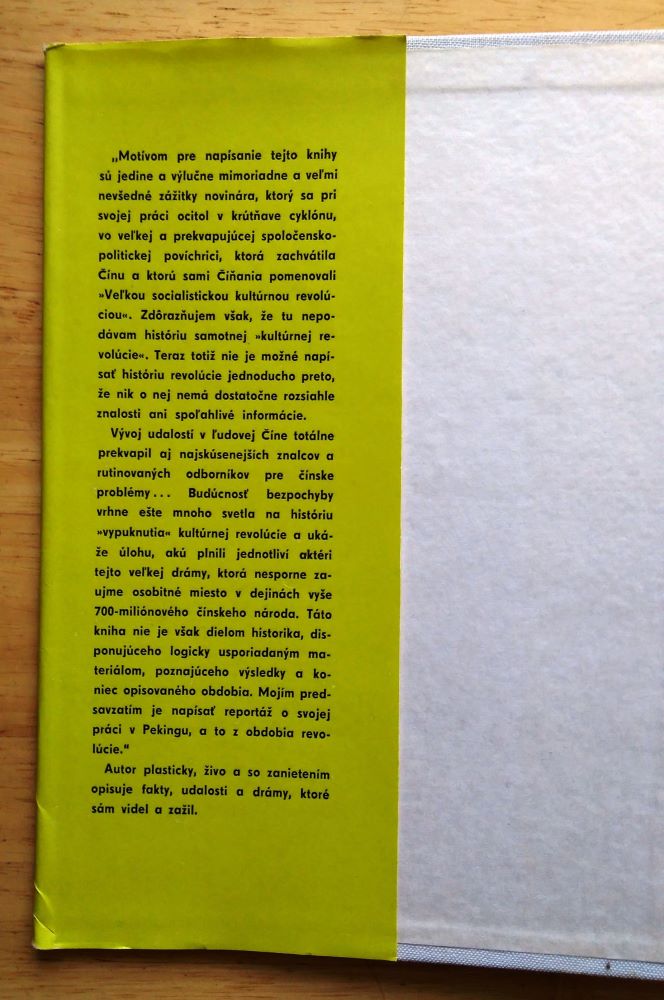 „Motívom pre napísanie tejto knihy
sú jedine a výlučne mimoriadne a veľmi
nevšedné zážitky novinára, ktorý sa pri
svojej práci ocitol v krútňave cyklónu,
vo veľkej a prekvapujúcej spoločensko-
politickej povíchrici, ktorá zachvátila
Čínu a ktorú sami Číňania pomenovali
»Veľkou socialistickou kultúrnou revolú-
ciou«. Zdôrazňujem však, že tu nepo-
dávam históriu samotnej »kultúrnej re-
volúcie«. Teraz totiž nie je možné napí-
sať históriu revolúcie jednoducho preto,
že nik o nej nemá dostatočne rozsiahle
znalosti ani spoľahlivé informácie.
Vývoj udalostí v ľudovej Číne totálne
prekvapil aj najskúsenejších znalcov a
rutinovaných odborníkov pre čínske
problémy... Budúcnosť bezpochyby
vrhne ešte mnoho svetla na históriu
»vypuknutia« kultúrnej revolúcie a uká-
že úlohu, akú plnili jednotliví aktéri
tejto veľkej drámy, ktorá nesporne za-
ujme osobitné miesto v dejinách vyše
700-miliónového čínskeho národa. Táto
kniha nie je však dielom historika, dis-
ponujúceho logicky usporiadaným ma-
teriálom, poznajúceho výsledky a ko-
niec opisovaného obdobia. Mojím pred-
savzatím je napísať reportáž o svojej
práci v Pekingu, a to z obdobia revo-
lúcie."
Autor plasticky, živo a so zanietením
opisuje fakty, udalosti a drámy, ktoré
sám videl a zažil.